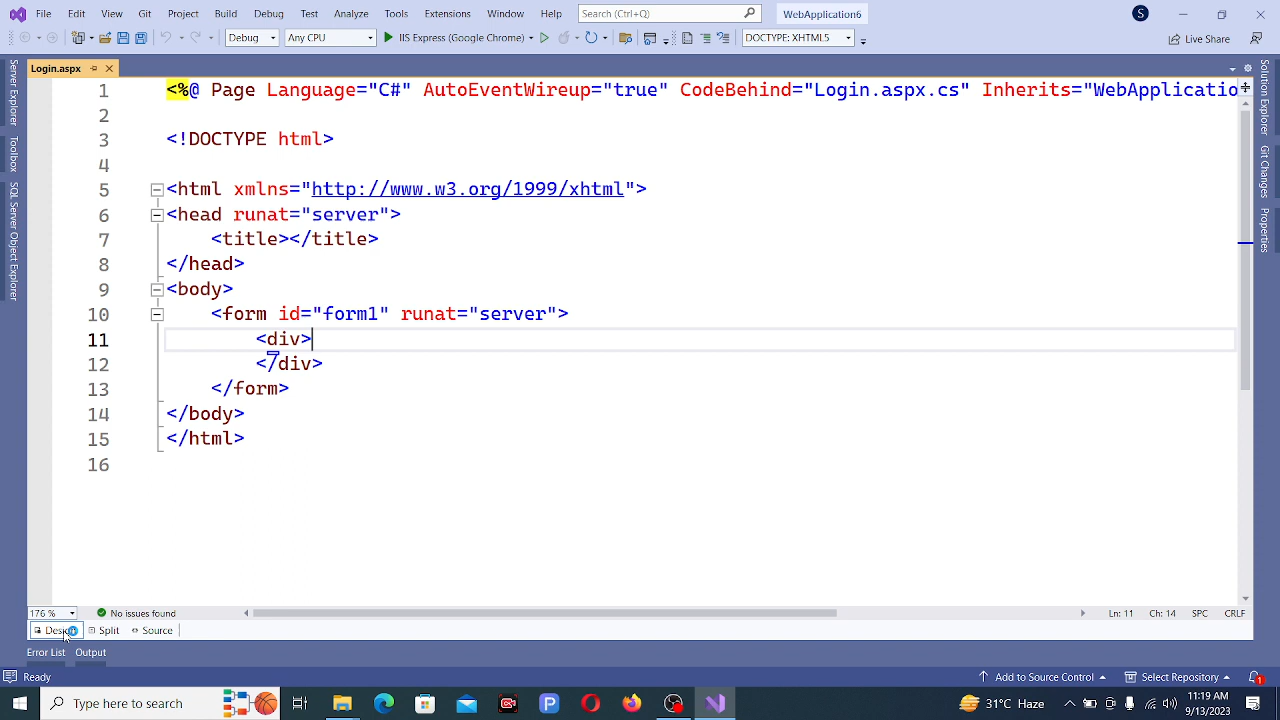 File Edit View Git Project Build Debug Test Analyze Tools Extensions Window Help Search (Ctrl+Q) WebApplication6 S
Debug Any CPU IIS Express (Google Chrome) DOCTYPE: XHTML5 Live Share
Login.aspx
Server Explorer
Toolbox
SQL Server Object Explorer
1 <%@ Page Language="C#" AutoEventWireup="true" CodeBehind="Login.aspx.cs" Inherits="WebApplicatio
2
3 <!DOCTYPE html>
4
5 <html xmlns="http://www.w3.org/1999/xhtml">
6 <head runat="server">
7 <title></title>
8 </head>
9 <body>
10 <form id="form1" runat="server">
11 <div>
12 </div>
13 </form>
14 </body>
15 </html>
16
Solution Explorer
Git Changes
Properties
176 % No issues found Ln: 11 Ch: 14 SPC CRLF
Split Source
Error List Output
Ready Add to Source Control Select Repository 1
Type here to search 31°C Haze 11:19 AM
9/13/2023